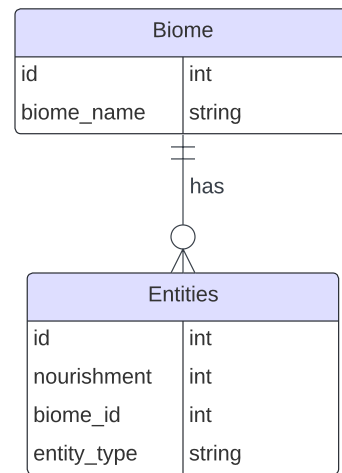 Biome
id int
biome_name string
has
Entities
id int
nourishment int
biome_id int
entity_type string